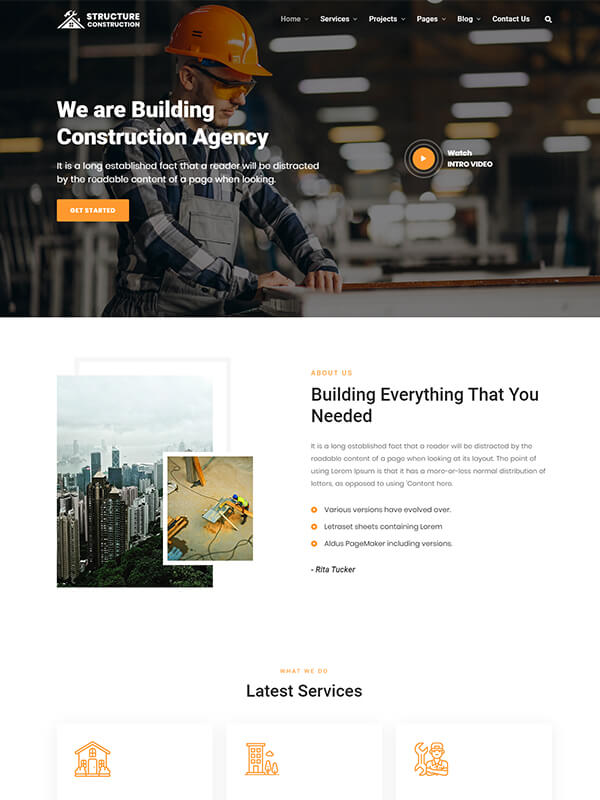 STRUCTURE
CONSTRUCTION
Home Services Projects Pages Blog Contact Us
We are Building
Construction Agency
It is a long established fact that a reader will be distracted
by the readable content of a page when looking.
GET STARTED
Watch
INTRO VIDEO
ABOUT US
Building Everything That You
Needed
It is a long established fact that a reader will be distracted by the
readable content of a page when looking at its layout. The point of
using Lorem Ipsum is that it has a more-or-less normal distribution of
letters, as opposed to using 'Content here.
Various versions have evolved over.
Letraset sheets containing Lorem
Aldus PageMaker including versions.
- Rita Tucker
WHAT WE DO
Latest Services